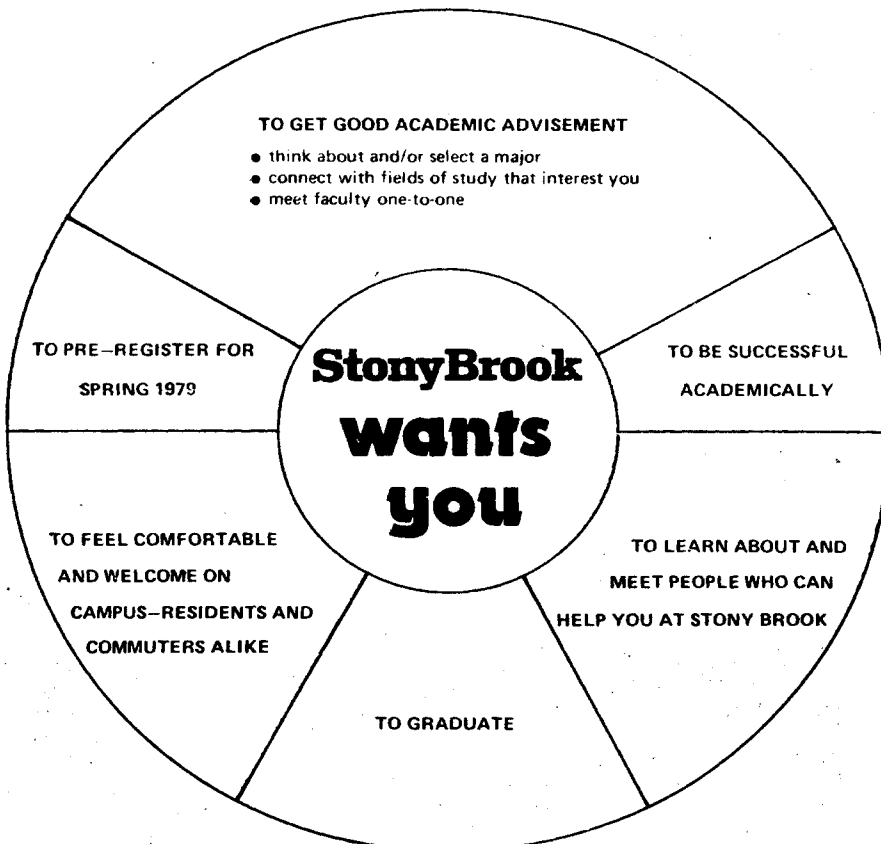 TO GET GOOD ACADEMIC ADVISEMENT
• think about and/or select a major
• connect with fields of study that interest you
• meet faculty one-to-one
TO PRE–REGISTER FOR
SPRING 1979
StonyBrook
wants
you
TO BE SUCCESSFUL
ACADEMICALLY
TO FEEL COMFORTABLE
AND WELCOME ON
CAMPUS–RESIDENTS AND
COMMUTERS ALIKE
TO LEARN ABOUT AND
MEET PEOPLE WHO CAN
HELP YOU AT STONY BROOK
TO GRADUATE